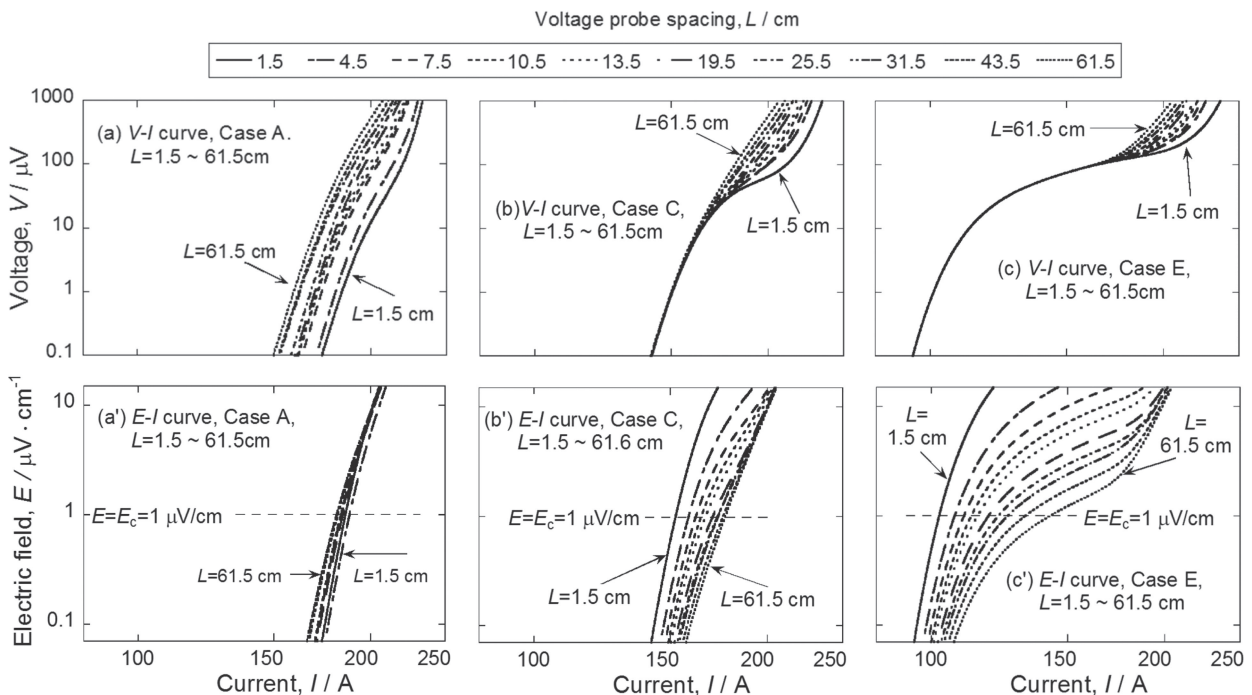 Voltage probe spacing, L / cm
1.5 4.5 7.5 10.5 13.5 19.5 25.5 31.5 43.5 61.5
Voltage, V / μV
1000
100
10
1
0.1
(a) V-I curve, Case A.
L=1.5 ~ 61.5cm
L=61.5 cm
L=1.5 cm
L=61.5 cm
(b) V-I curve, Case C,
L=1.5 ~ 61.5cm
L=1.5 cm
L=61.5 cm
L=1.5 cm
(c) V-I curve, Case E,
L=1.5 ~ 61.5cm
Electric field, E / μV · cm⁻¹
10
1
0.1
(a') E-I curve, Case A,
L=1.5 ~ 61.5cm
E=Ec=1 μV/cm
L=61.5 cm
L=1.5 cm
(b') E-I curve, Case C,
L=1.5 ~ 61.6 cm
E=Ec=1 μV/cm
L=1.5 cm
L=61.5 cm
L=
1.5 cm
L=
61.5 cm
E=Ec=1 μV/cm
(c') E-I curve, Case E,
L=1.5 ~ 61.5 cm
100 150 200 250
100 150 200 250
100 150 200 250
Current, I / A
Current, I / A
Current, I / A